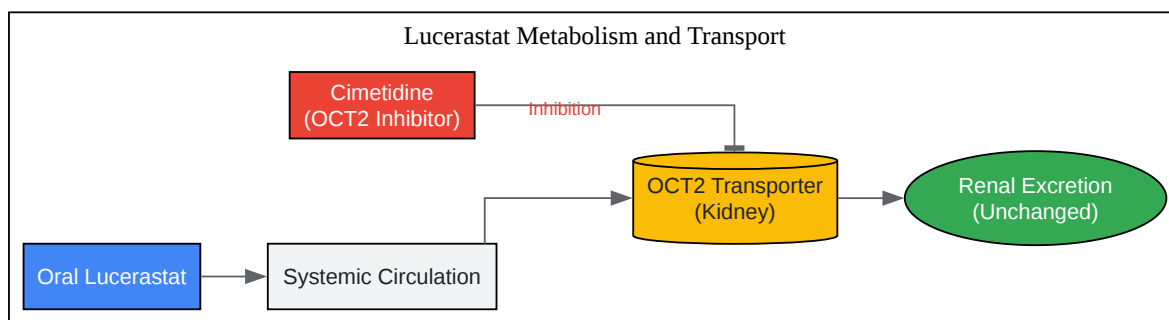 Lucerastat Metabolism and Transport
Cimetidine
(OCT2 Inhibitor)
Inhibition
OCT2 Transporter
(Kidney)
Renal Excretion
(Unchanged)
Oral Lucerastat
Systemic Circulation